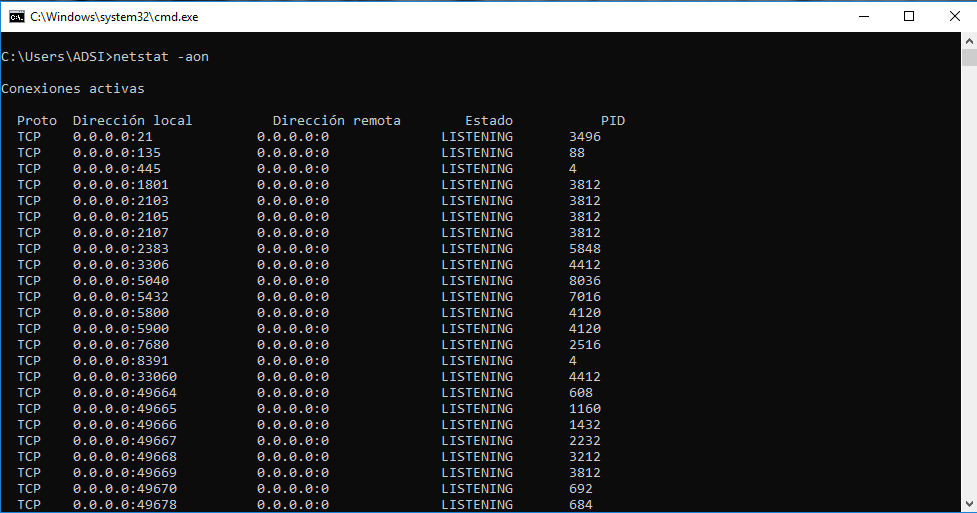 C:\Windows\system32\cmd.exe
C:\Users\ADSI>netstat -aon
Conexiones activas
Proto Dirección local Dirección remota Estado PID
TCP 0.0.0.0:21 0.0.0.0:0 LISTENING 3496
TCP 0.0.0.0:135 0.0.0.0:0 LISTENING 88
TCP 0.0.0.0:445 0.0.0.0:0 LISTENING 4
TCP 0.0.0.0:1801 0.0.0.0:0 LISTENING 3812
TCP 0.0.0.0:2103 0.0.0.0:0 LISTENING 3812
TCP 0.0.0.0:2105 0.0.0.0:0 LISTENING 3812
TCP 0.0.0.0:2107 0.0.0.0:0 LISTENING 3812
TCP 0.0.0.0:2383 0.0.0.0:0 LISTENING 5848
TCP 0.0.0.0:3306 0.0.0.0:0 LISTENING 4412
TCP 0.0.0.0:5040 0.0.0.0:0 LISTENING 8036
TCP 0.0.0.0:5432 0.0.0.0:0 LISTENING 7016
TCP 0.0.0.0:5800 0.0.0.0:0 LISTENING 4120
TCP 0.0.0.0:5900 0.0.0.0:0 LISTENING 4120
TCP 0.0.0.0:7680 0.0.0.0:0 LISTENING 2516
TCP 0.0.0.0:8391 0.0.0.0:0 LISTENING 4
TCP 0.0.0.0:33060 0.0.0.0:0 LISTENING 4412
TCP 0.0.0.0:49664 0.0.0.0:0 LISTENING 608
TCP 0.0.0.0:49665 0.0.0.0:0 LISTENING 1160
TCP 0.0.0.0:49666 0.0.0.0:0 LISTENING 1432
TCP 0.0.0.0:49667 0.0.0.0:0 LISTENING 2232
TCP 0.0.0.0:49668 0.0.0.0:0 LISTENING 3212
TCP 0.0.0.0:49669 0.0.0.0:0 LISTENING 3812
TCP 0.0.0.0:49670 0.0.0.0:0 LISTENING 692
TCP 0.0.0.0:49678 0.0.0.0:0 LISTENING 684